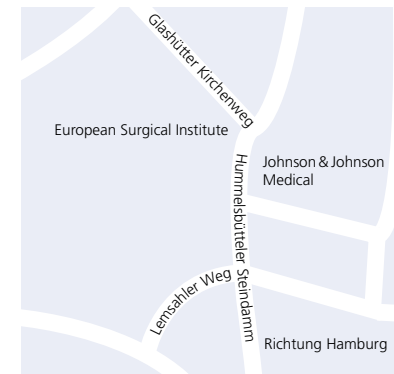 Glashütter Kirchenweg
European Surgical Institute
Johnson & Johnson
Medical
Hummelsbütteler Steindamm
Lemsahler Weg
Richtung Hamburg